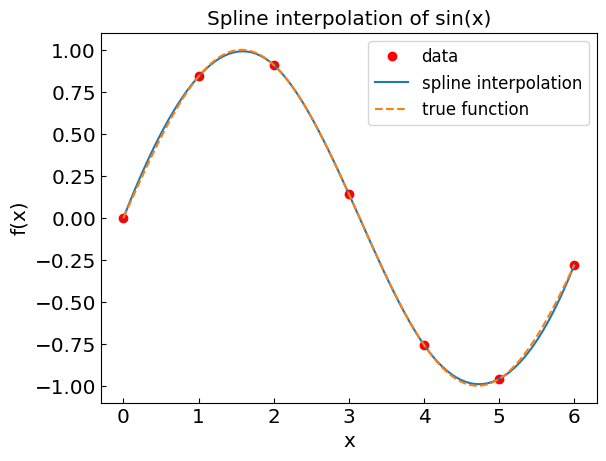 Spline interpolation of sin(x)
data
spline interpolation
true function
1.00
0.75
0.50
0.25
0.00
−0.25
−0.50
−0.75
−1.00
f(x)
0 1 2 3 4 5 6
x